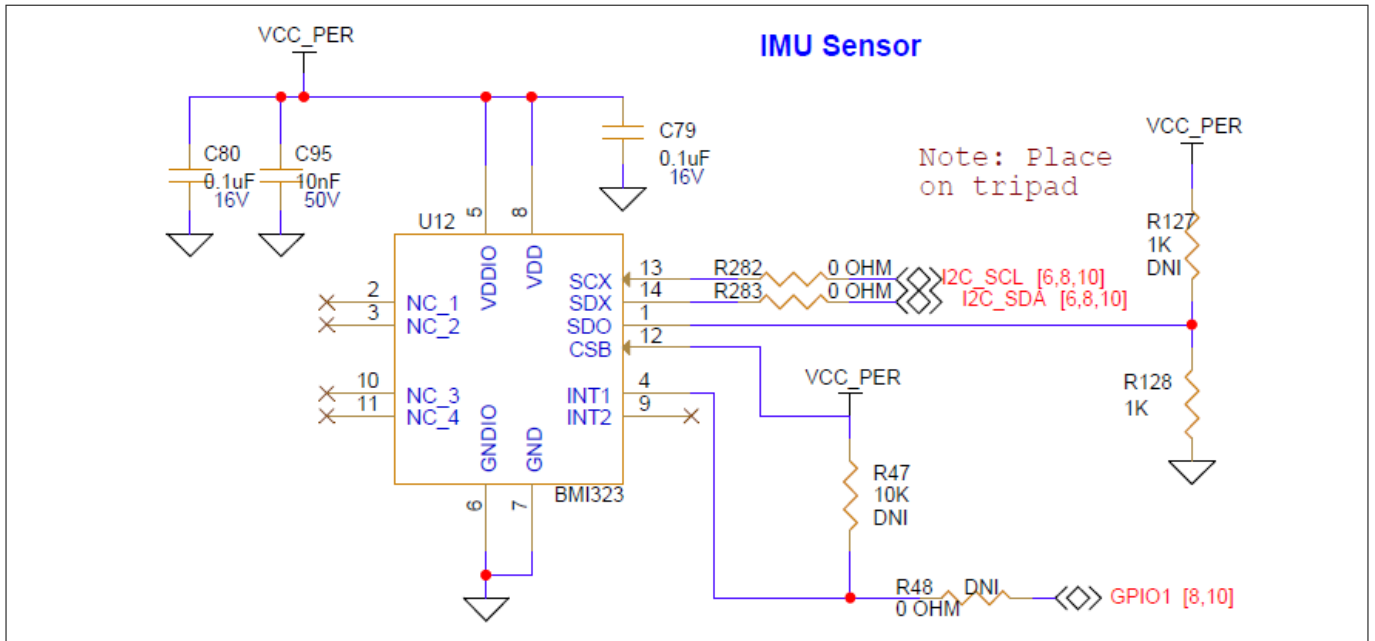 IMU Sensor
VCC_PER
C80
0.1uF
16V
C95
10nF
50V
C79
0.1uF
16V
Note: Place
on tripad
VCC_PER
R127
1K
DNI
U12
5
8
VDDIO
VDD
2
NC_1
3
NC_2
10
NC_3
11
NC_4
SCX
13
R282
0 OHM
I2C_SCL [6,8,10]
SDX
14
R283
0 OHM
I2C_SDA [6,8,10]
SDO
1
CSB
12
INT1
4
INT2
9
GNDIO
GND
6
7
BMI323
VCC_PER
R47
10K
DNI
R128
1K
R48
DNI
0 OHM
GPIO1 [8,10]